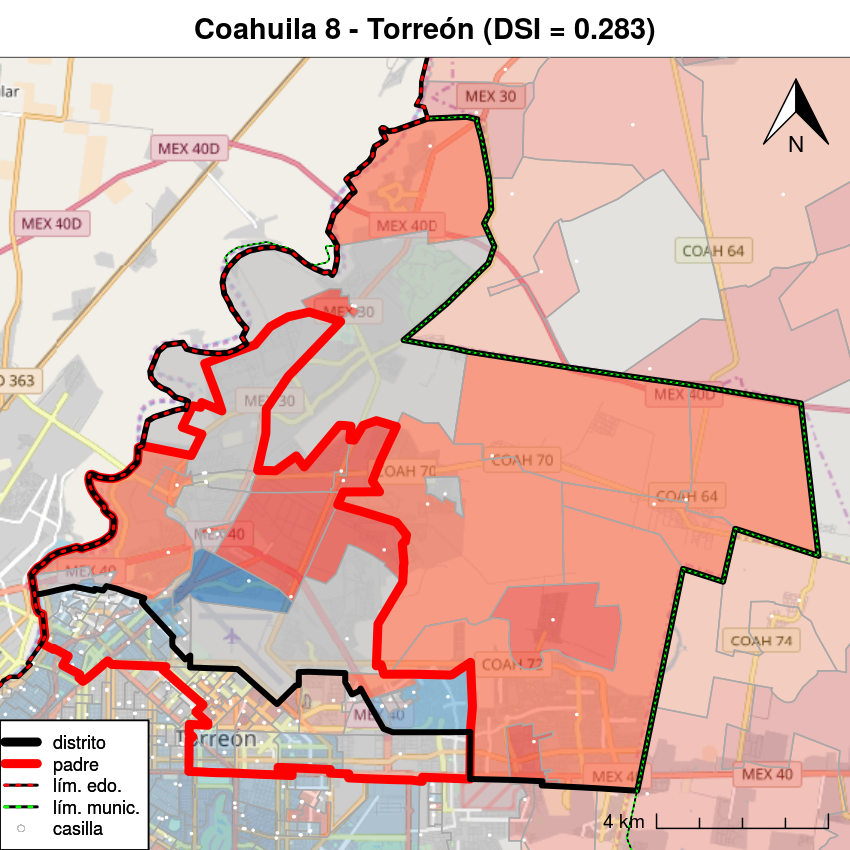 Coahuila 8 - Torreón (DSI = 0.283)
lar
MEX 30
MEX 40D
MEX 40D
MEX 40D
N
COAH 64
MEX 30
O 363
MEX 30
MEX 40D
COAH 70
COAH 70
COAH 64
MEX 40
MEX 40
COAH 74
COAH 72
MEX 40
Torreon
MEX 4
MEX 40
distrito
padre
lím. edo.
lím. munic.
casilla
4 km